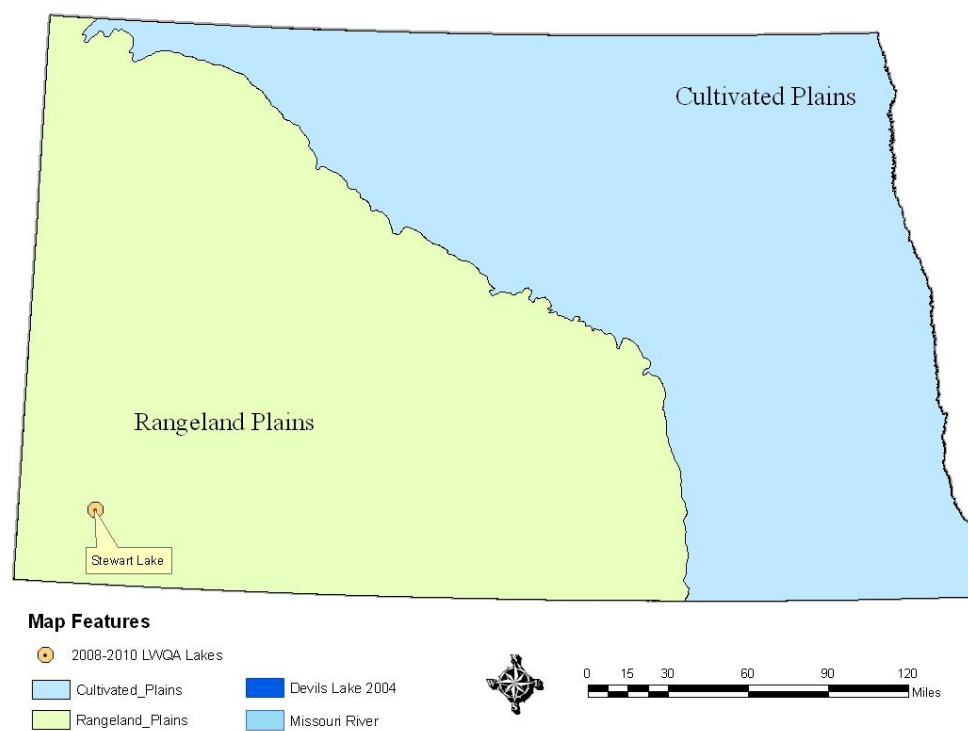 Cultivated Plains
Rangeland Plains
Stewart Lake
Map Features
2008-2010 LWQA Lakes
Cultivated_Plains
Devils Lake 2004
Rangeland_Plains
Missouri River
0 15 30 60 90 120
Miles